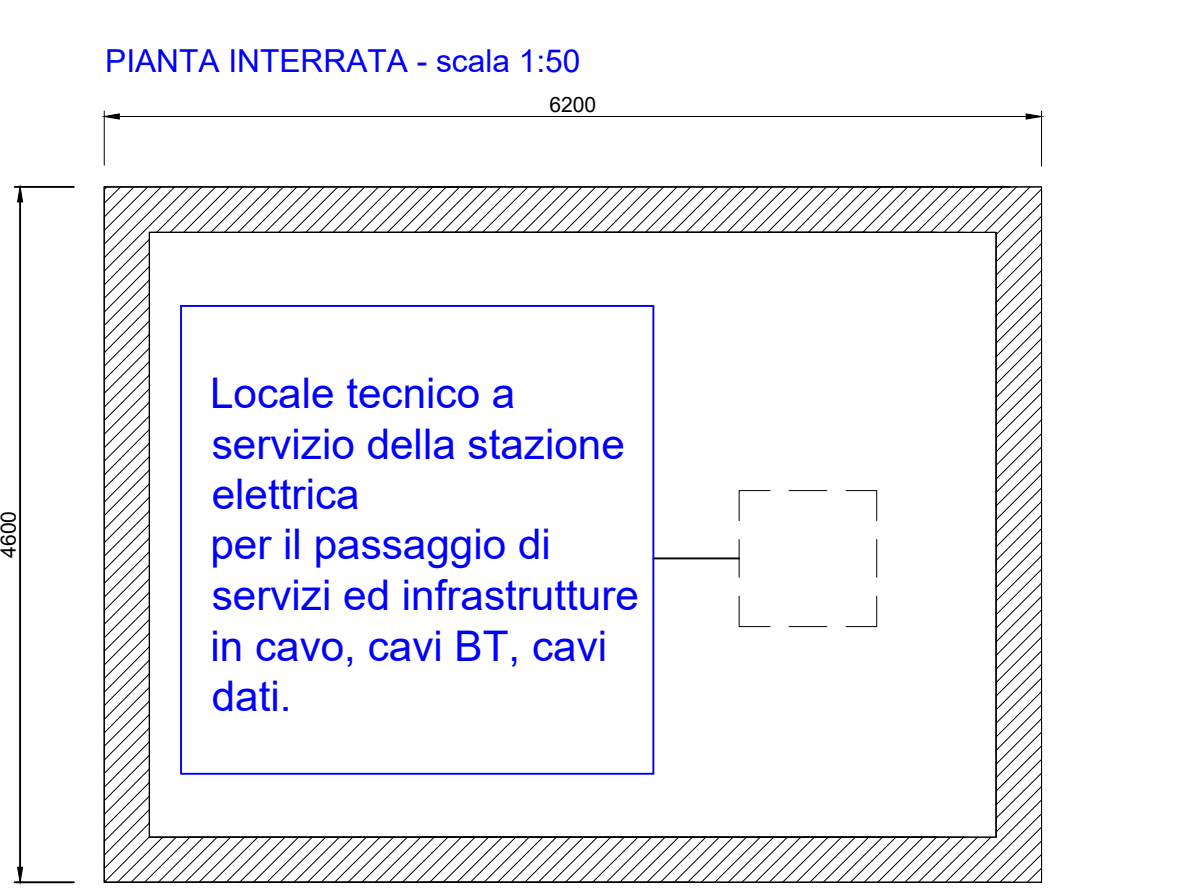 PIANTA INTERRATA - scala 1:50
6200
4600
Locale tecnico a
servizio della stazione
elettrica
per il passaggio di
servizi ed infrastrutture
in cavo, cavi BT, cavi
dati.